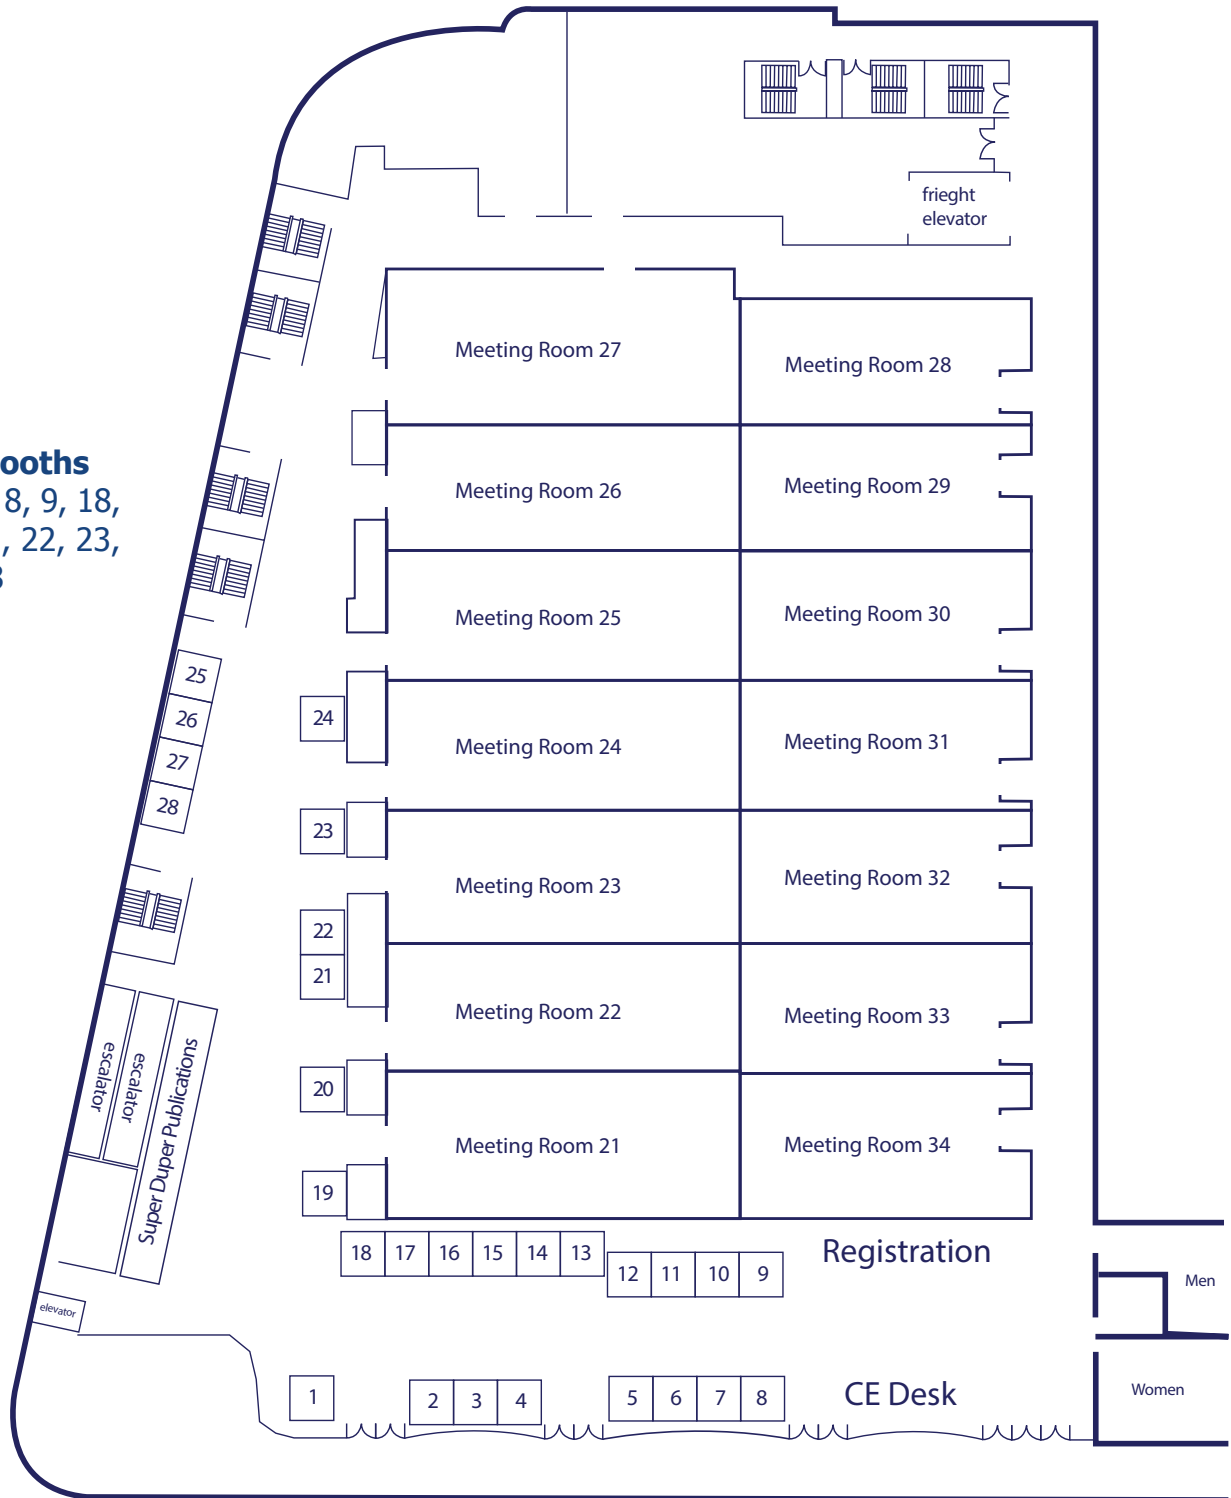 frieght
elevator
Meeting Room 27
Meeting Room 28
ooths
8, 9, 18,
, 22, 23,
Meeting Room 26
Meeting Room 29
Meeting Room 25
Meeting Room 30
25
26
27
28
24
Meeting Room 24
Meeting Room 31
23
Meeting Room 23
Meeting Room 32
22
21
Meeting Room 22
Meeting Room 33
escalator
escalator
Super Duper Publications
20
Meeting Room 21
Meeting Room 34
19
18 17 16 15 14 13
12 11 10 9
Registration
Men
elevator
1
2 3 4
5 6 7 8
CE Desk
Women